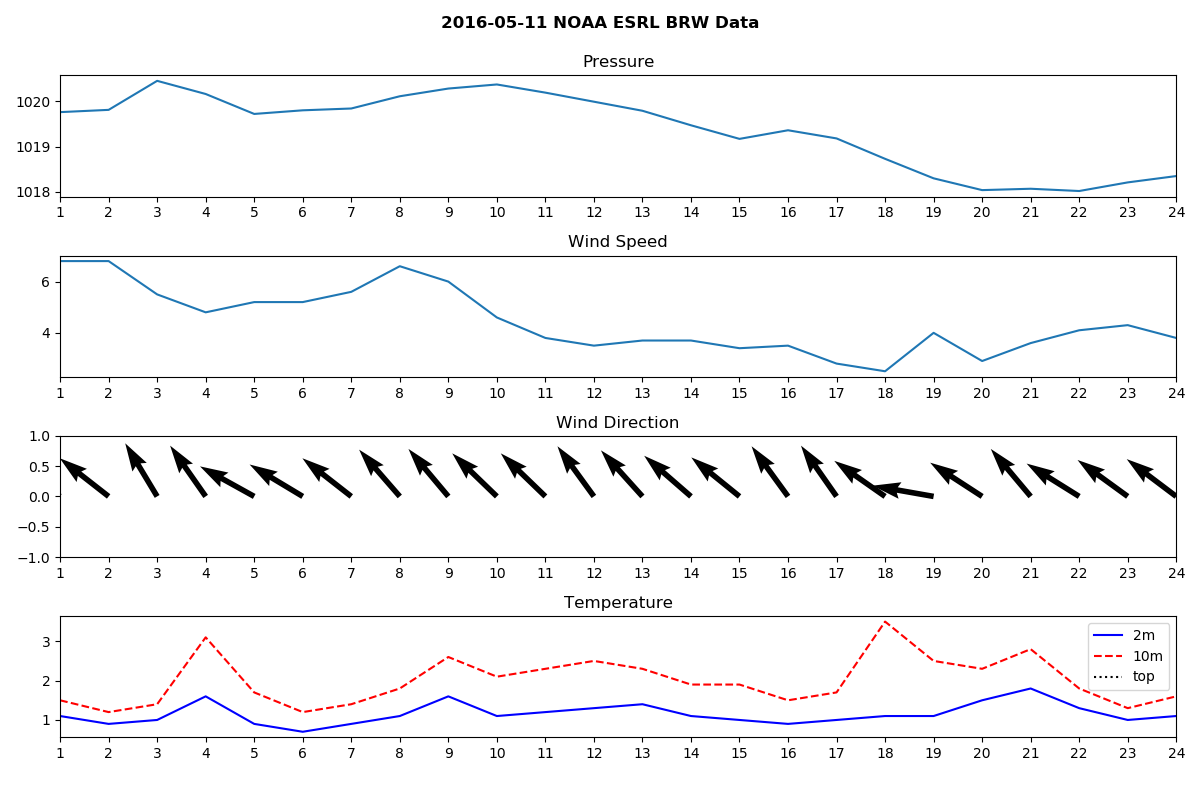 2016-05-11 NOAA ESRL BRW Data
Pressure
1020
1019
1018
1 2 3 4 5 6 7 8 9 10 11 12 13 14 15 16 17 18 19 20 21 22 23 24
Wind Speed
6
4
1 2 3 4 5 6 7 8 9 10 11 12 13 14 15 16 17 18 19 20 21 22 23 24
Wind Direction
1.0
0.5
0.0
−0.5
−1.0
1 2 3 4 5 6 7 8 9 10 11 12 13 14 15 16 17 18 19 20 21 22 23 24
Temperature
3
2
1
2m
10m
top
1 2 3 4 5 6 7 8 9 10 11 12 13 14 15 16 17 18 19 20 21 22 23 24